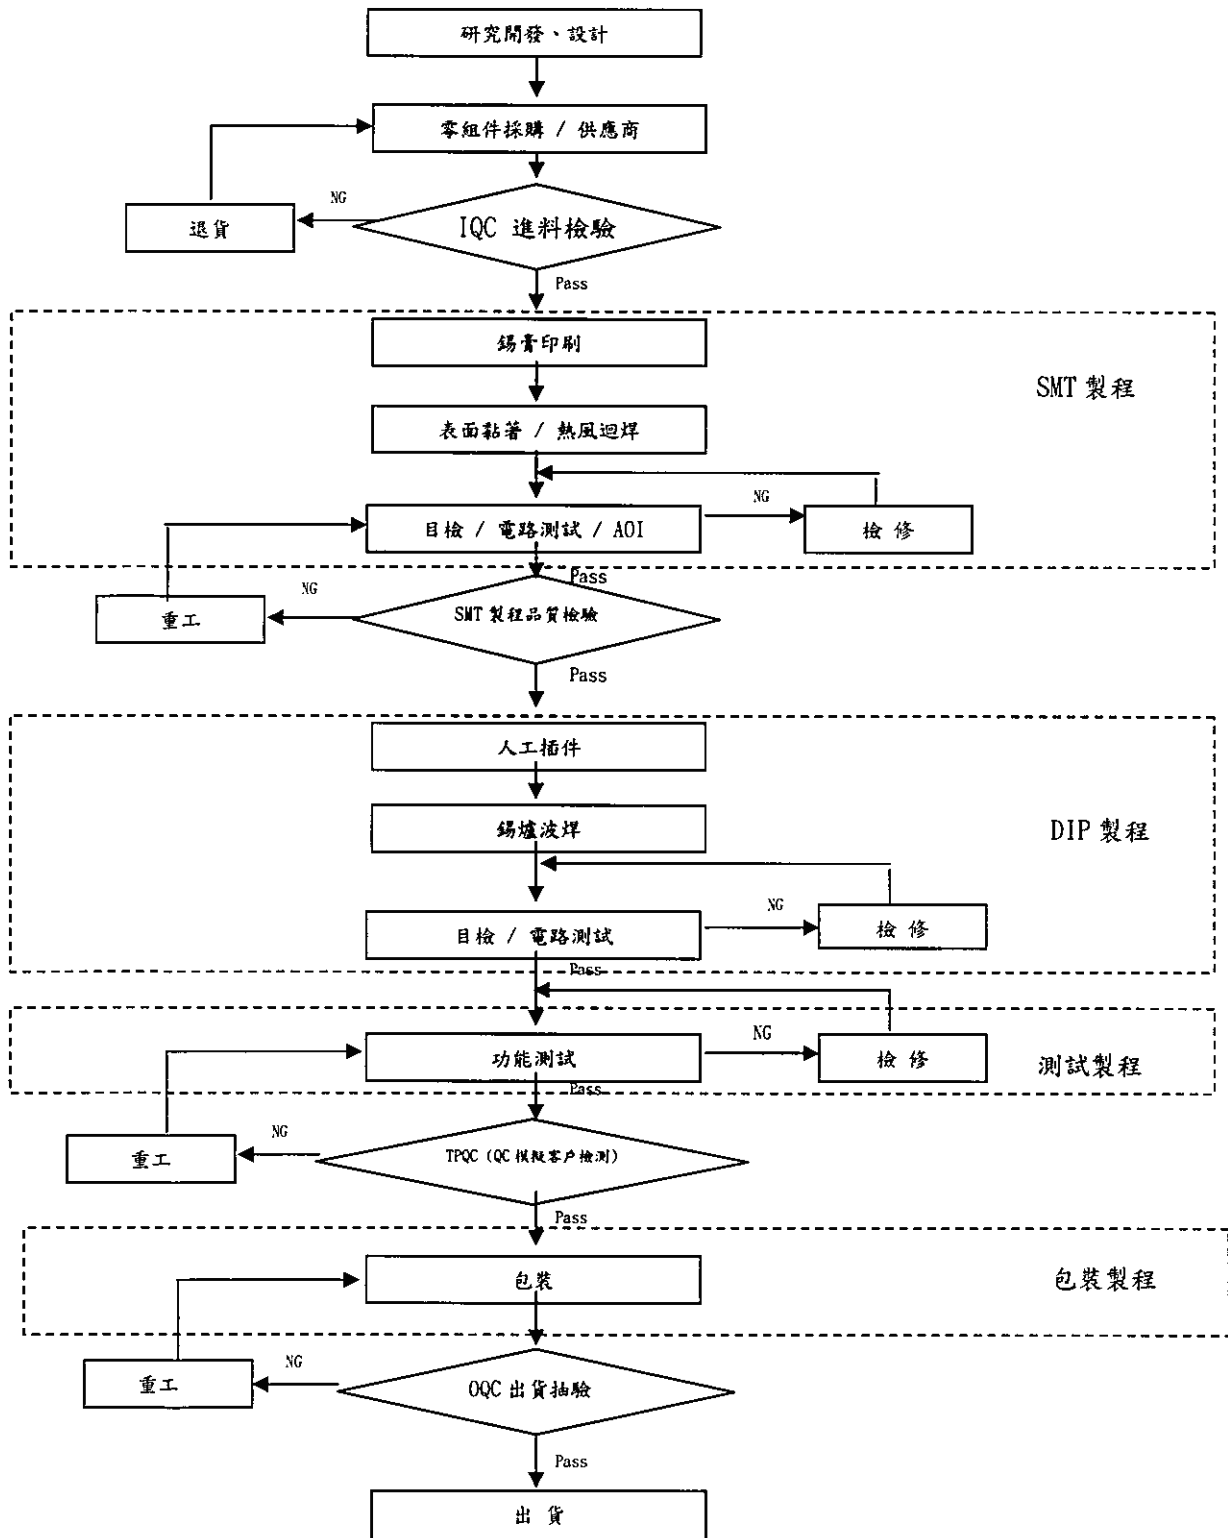 研究開發、設計
零組件採購 / 供應商
NG
退貨
IQC 進料檢驗
Pass
錫膏印刷
SMT 製程
表面黏著 / 熱風迴焊
NG
目檢 / 電路測試 / AOI
檢 修
Pass
NG
重工
SMT 製程品質檢驗
Pass
人工插件
錫爐波焊
DIP 製程
NG
目檢 / 電路測試
檢 修
Pass
NG
功能測試
檢 修
測試製程
Pass
NG
重工
TPQC (QC 模擬客戶檢測)
Pass
包裝
包裝製程
NG
重工
OQC 出貨抽驗
Pass
出 貨